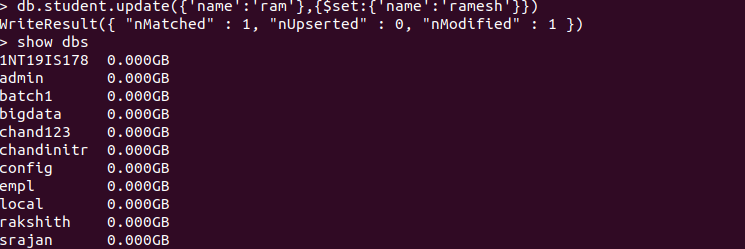 > db.student.update({'name':'ram'},{$set:{'name':'ramesh'}})
WriteResult({ "nMatched" : 1, "nUpserted" : 0, "nModified" : 1 })
> show dbs
1NT19IS178  0.000GB
admin       0.000GB
batch1      0.000GB
bigdata     0.000GB
chand123    0.000GB
chandinitr  0.000GB
config      0.000GB
empl        0.000GB
local       0.000GB
rakshith    0.000GB
srajan      0.000GB